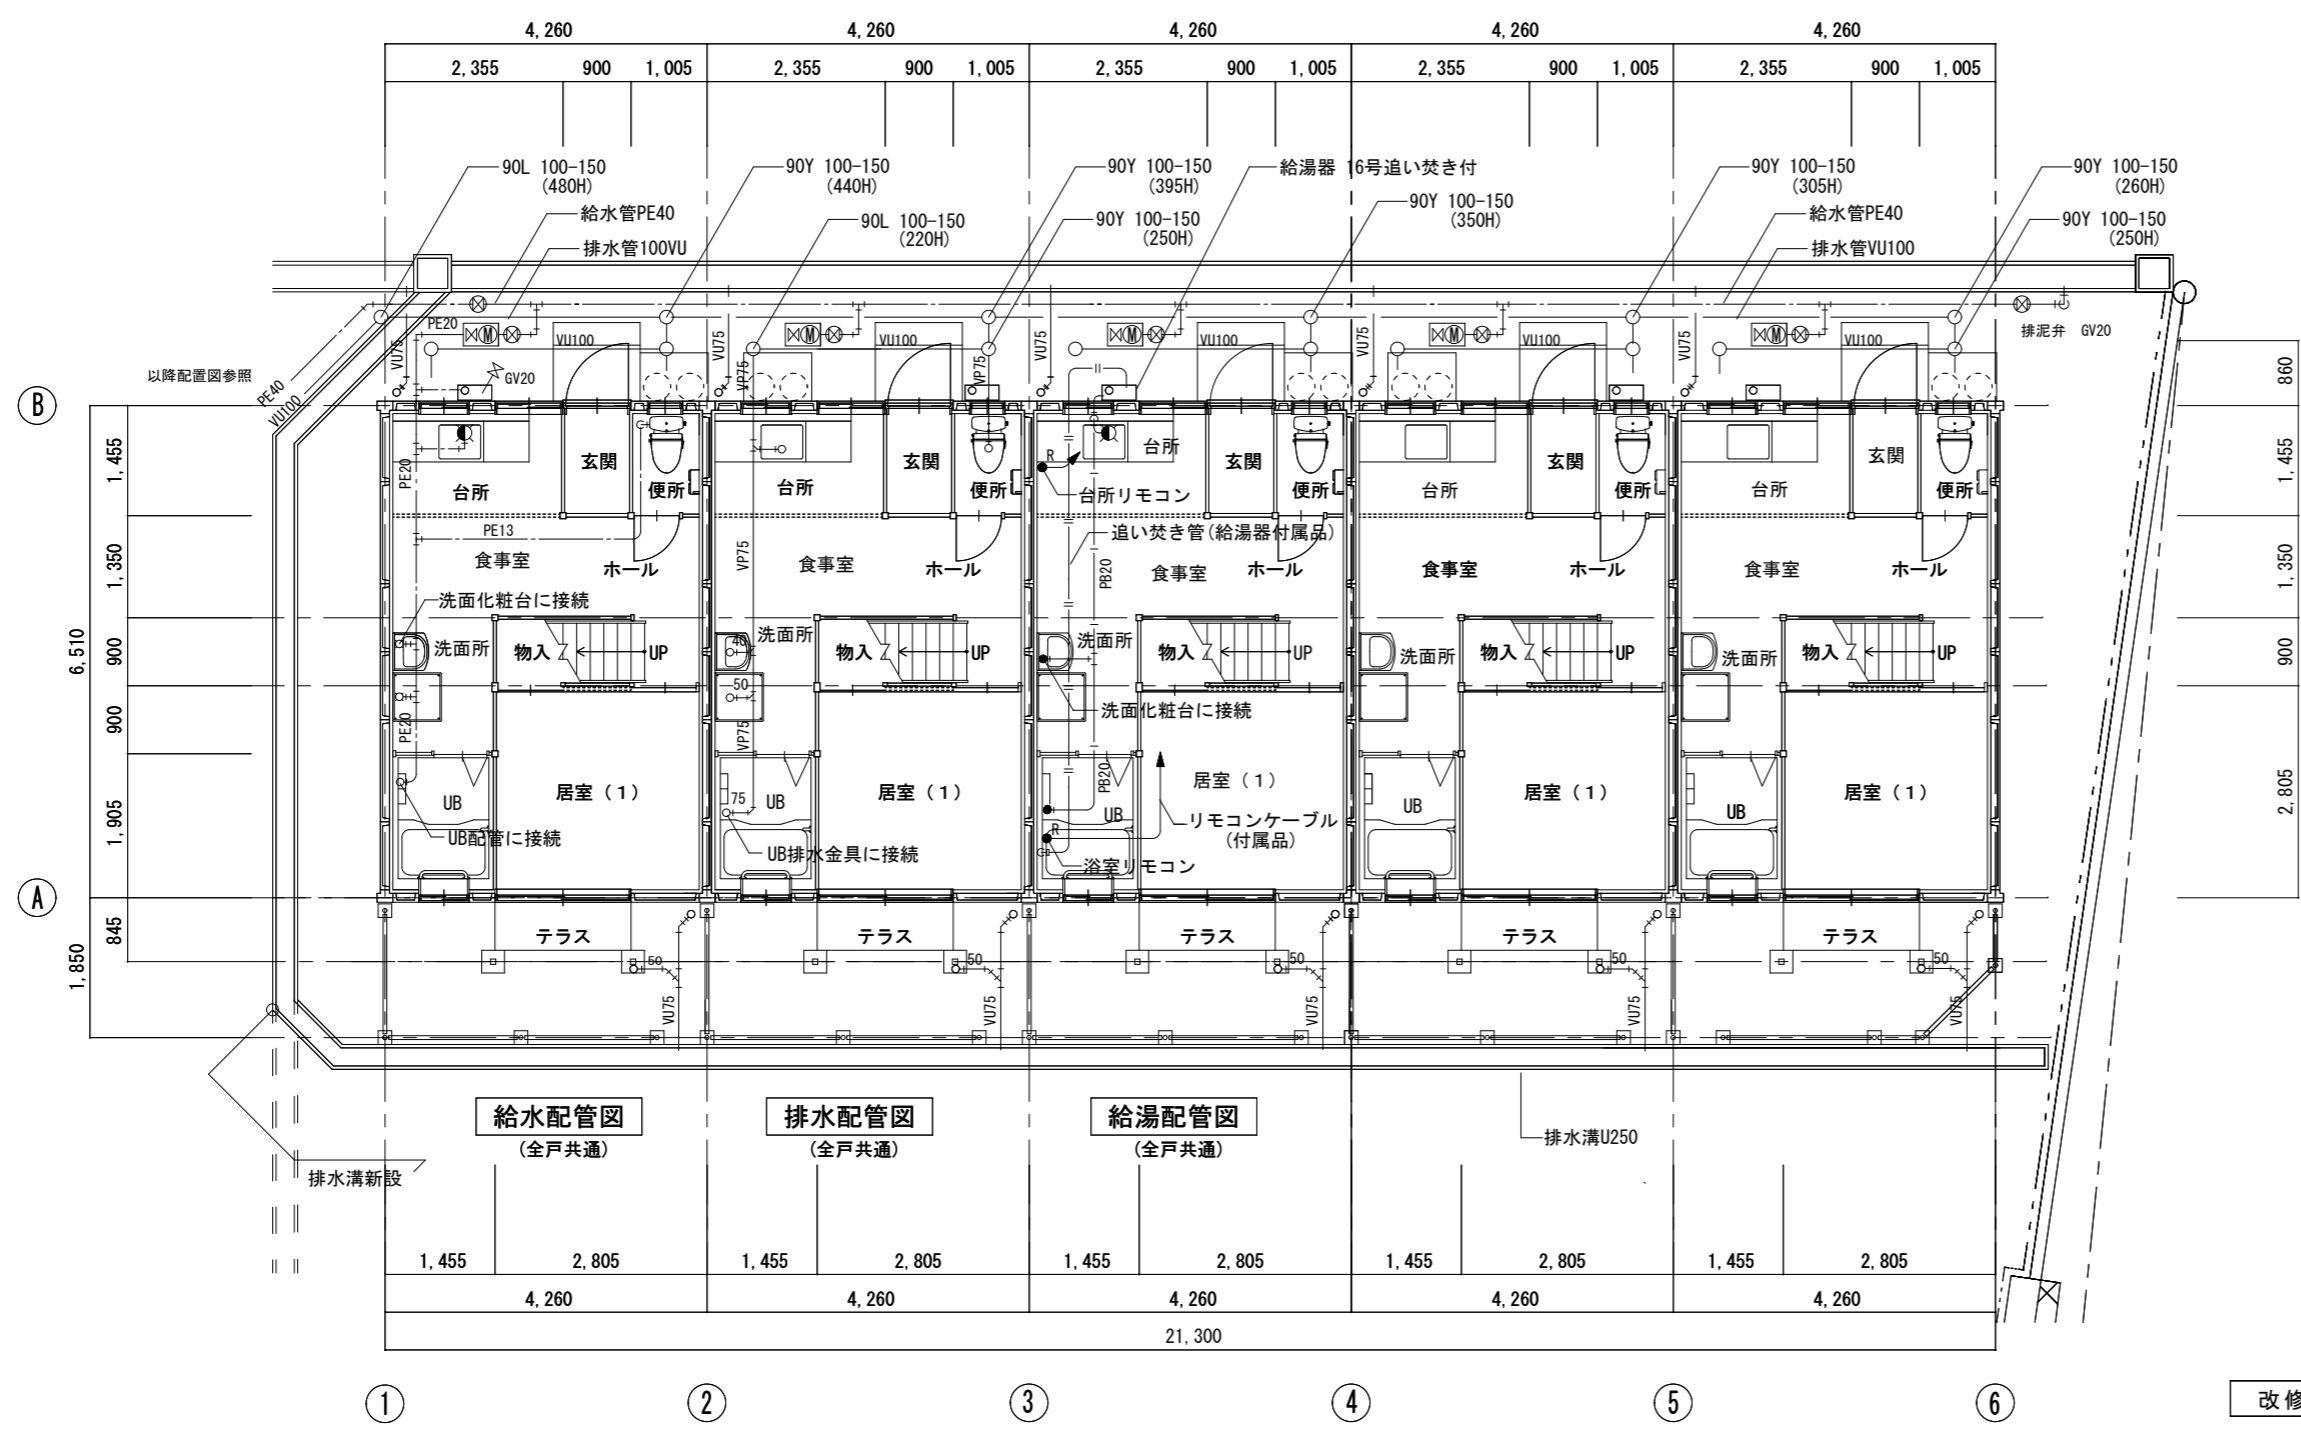 4,260 4,260 4,260 4,260 4,260
2,355 900 1,005 2,355 900 1,005 2,355 900 1,005 2,355 900 1,005 2,355 900 1,005
90L 100-150
(480H)
給水管PE40
排水管100VU
90Y 100-150
(440H)
90L 100-150
(220H)
90Y 100-150
(395H)
90Y 100-150
(250H)
給湯器 16号追い焚き付
90Y 100-150
(350H)
90Y 100-150
(305H)
給水管PE40
排水管VU100
90Y 100-150
(260H)
90Y 100-150
(250H)
排泥弁 GV20
以降配置図参照
PE40
VU100
VU75
PE20
M
VU100
GV20
VU75
VP75
M
VU100
VP75
VU75
M
VU100
VU75
M
VU100
VU75
M
VU100
B
860
1,455
1,350
900
900
1,905
6,510
845
1,850
A
1,455
1,350
900
2,805
台所
玄関
便所
PE20
PE13
食事室
ホール
洗面化粧台に接続
洗面所
物入
UP
PE20
UB
居室(1)
UB配管に接続
台所
玄関
便所
VP75
食事室
ホール
40
洗面所
物入
UP
50
VP75
75
UB
居室(1)
UB排水金具に接続
台所
玄関
便所
R
台所リモコン
追い焚き管(給湯器付属品)
PB20
食事室
ホール
洗面所
物入
UP
洗面化粧台に接続
PB20
UB
居室(1)
R
リモコンケーブル
(付属品)
浴室リモコン
台所
玄関
便所
食事室
ホール
洗面所
物入
UP
UB
居室(1)
台所
玄関
便所
食事室
ホール
洗面所
物入
UP
UB
居室(1)
テラス テラス テラス テラス テラス
50 50 50 50 50
VU75 VU75 VU75 VU75 VU75
給水配管図
(全戸共通)
排水配管図
(全戸共通)
給湯配管図
(全戸共通)
排水溝U250
排水溝新設
1,455 2,805 1,455 2,805 1,455 2,805 1,455 2,805 1,455 2,805
4,260 4,260 4,260 4,260 4,260
21,300
1 2 3 4 5 6
改修